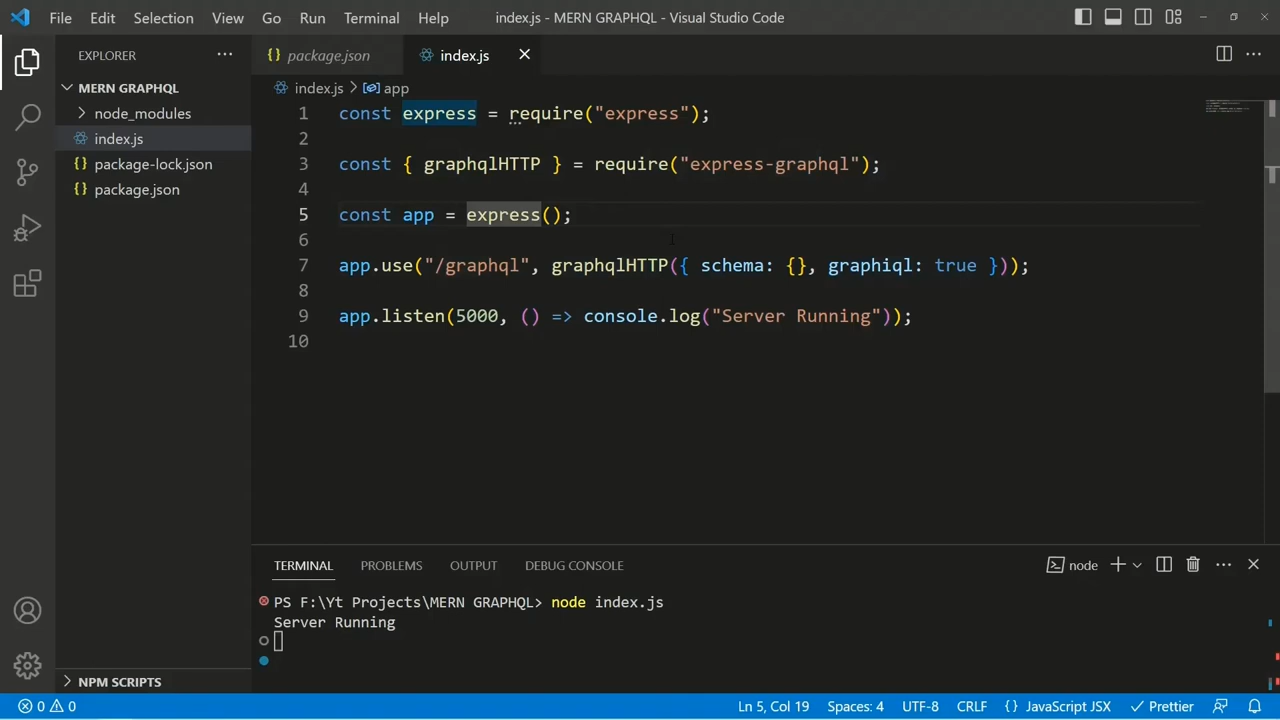 File Edit Selection View Go Run Terminal Help index.js - MERN GRAPHQL - Visual Studio Code
EXPLORER
MERN GRAPHQL
node_modules
index.js
package-lock.json
package.json
NPM SCRIPTS
package.json index.js
index.js > app
1 const express = require("express");
2
3 const { graphqlHTTP } = require("express-graphql");
4
5 const app = express();
6
7 app.use("/graphql", graphqlHTTP({ schema: {}, graphiql: true }));
8
9 app.listen(5000, () => console.log("Server Running"));
10
TERMINAL PROBLEMS OUTPUT DEBUG CONSOLE node
PS F:\Yt Projects\MERN GRAPHQL> node index.js
Server Running
0 0 Ln 5, Col 19 Spaces: 4 UTF-8 CRLF {} JavaScript JSX Prettier